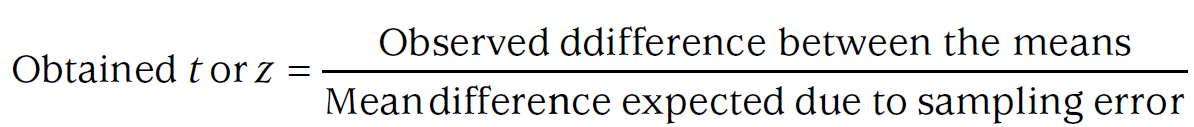 Observed ddifference between the means
Obtained t or z =
Mean difference expected due to sampling error